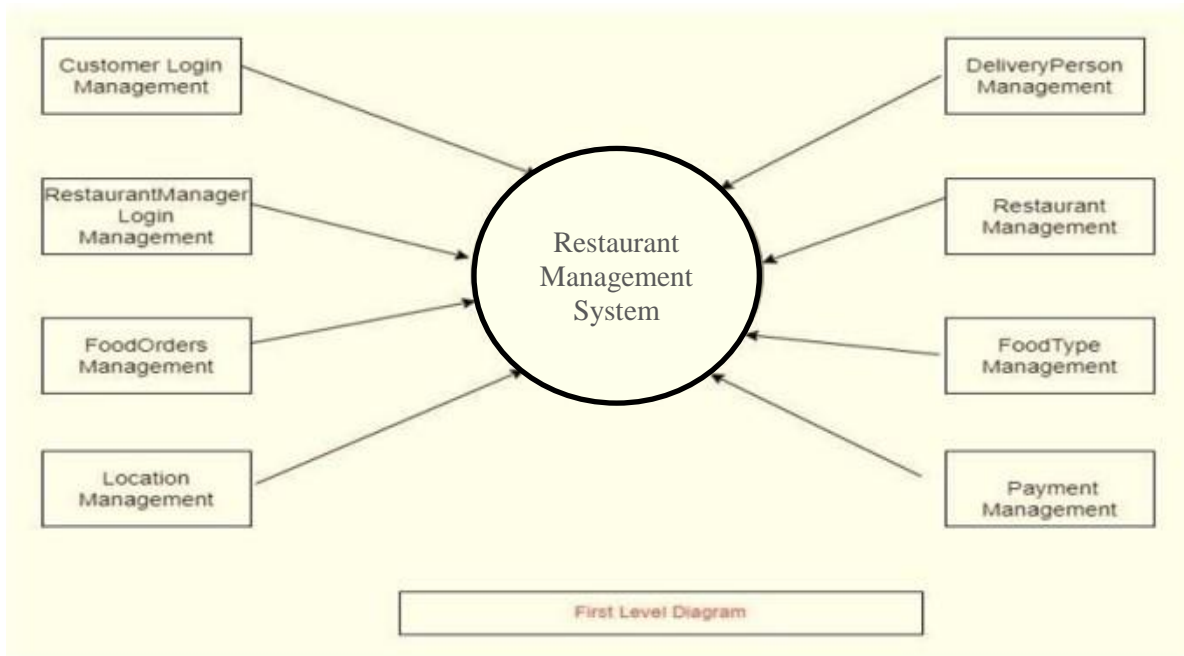 Customer Login
Management
RestaurantManager
Login
Management
FoodOrders
Management
Location
Management
Restaurant
Management
System
DeliveryPerson
Management
Restaurant
Management
FoodType
Management
Payment
Management
First Level Diagram